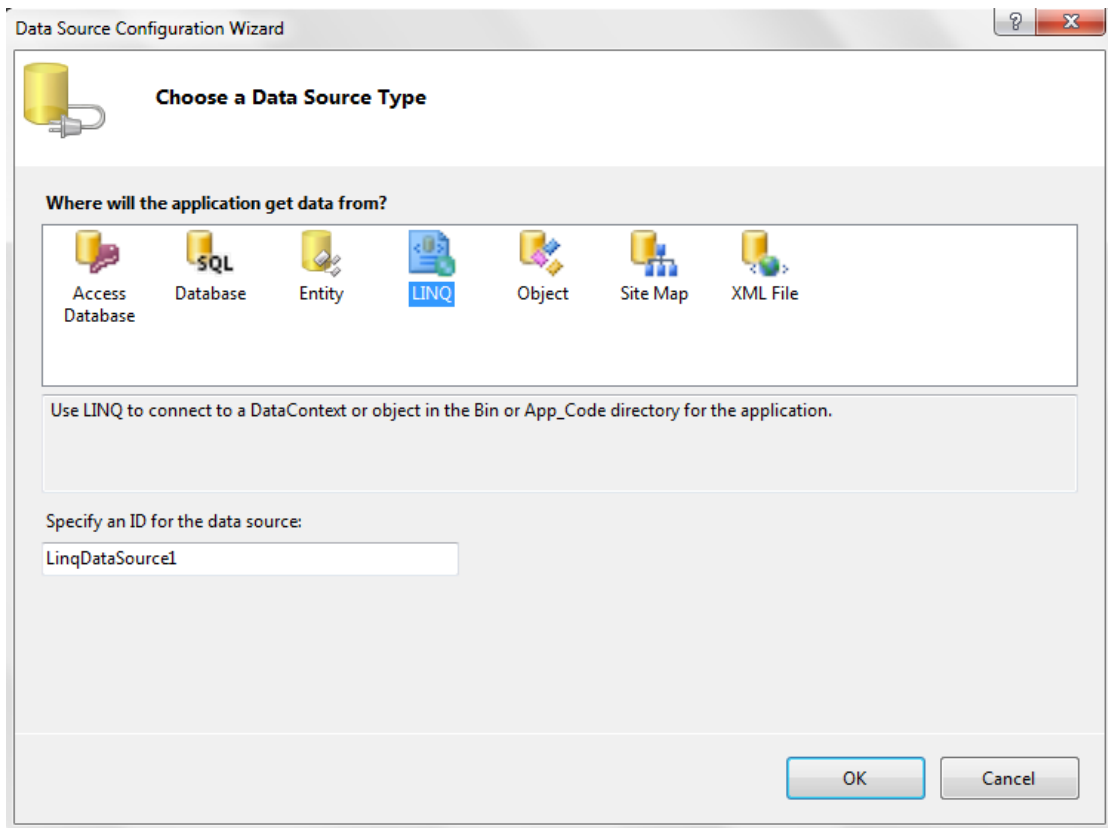 Data Source Configuration Wizard
?
X
Choose a Data Source Type
Where will the application get data from?
SQL
Access Database
Database
Entity
LINQ
Object
Site Map
XML File
Use LINQ to connect to a DataContext or object in the Bin or App_Code directory for the application.
Specify an ID for the data source:
LinqDataSource1
OK
Cancel